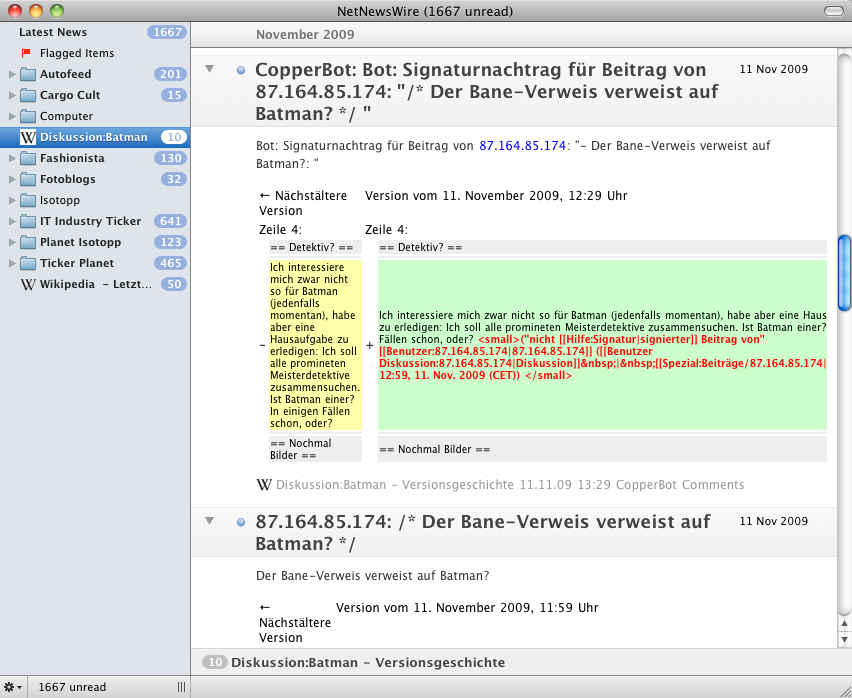 NetNewsWire (1667 unread)
Latest News 1667
Flagged Items
Autofeed 201
Cargo Cult 15
Computer
Diskussion:Batman 10
Fashionista 130
Fotoblogs 32
Isotopp
IT Industry Ticker 641
Planet Isotopp 123
Ticker Planet 465
Wikipedia – Letzt... 50
1667 unread
November 2009
CopperBot: Bot: Signaturnachtrag für Beitrag von
11 Nov 2009
87.164.85.174: "/* Der Bane-Verweis verweist auf
Batman? */ "
Bot: Signaturnachtrag für Beitrag von 87.164.85.174: "- Der Bane-Verweis verweist auf
Batman?: "
← Nächstältere
Version
Version vom 11. November 2009, 12:29 Uhr
Zeile 4:
Zeile 4:
== Detektiv? ==
== Detektiv? ==
-
Ich interessiere
mich zwar nicht
so für Batman
(jedenfalls
momentan), habe
aber eine
Hausaufgabe zu
erledigen: Ich soll
alle promineten
Meisterdetektive
zusammensuchen.
Ist Batman einer?
In einigen Fällen
schon, oder?
+
Ich interessiere mich zwar nicht so für Batman (jedenfalls momentan), habe aber eine Haus
zu erledigen: Ich soll alle promineten Meisterdetektive zusammensuchen. Ist Batman einer?
Fällen schon, oder? <small>("nicht [[Hilfe:Signatur|signierter]] Beitrag von"
[[Benutzer:87.164.85.174|87.164.85.174]] ([[Benutzer
Diskussion:87.164.85.174|Diskussion]]&nbsp;|&nbsp;[[Spezial:Beiträge/87.164.85.174|
12:59, 11. Nov. 2009 (CET)) </small>
== Nochmal
Bilder ==
== Nochmal Bilder ==
W Diskussion:Batman – Versionsgeschichte 11.11.09 13:29 CopperBot Comments
87.164.85.174: /* Der Bane-Verweis verweist auf
11 Nov 2009
Batman? */
Der Bane-Verweis verweist auf Batman?
←
Nächstältere
Version
Version vom 11. November 2009, 11:59 Uhr
10 Diskussion:Batman – Versionsgeschichte